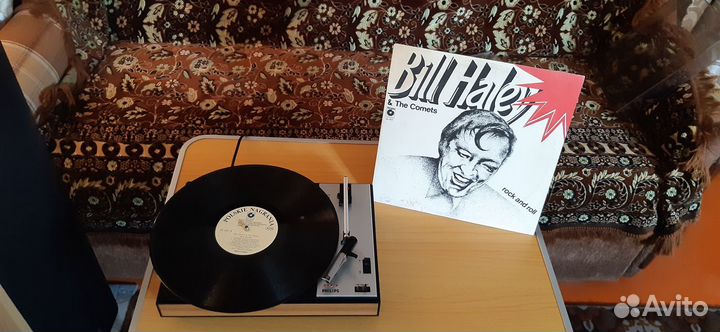 Bill Haley
& The Comets
rock and roll
POLSKIE NAGRANIA
PHILIPS
Avito